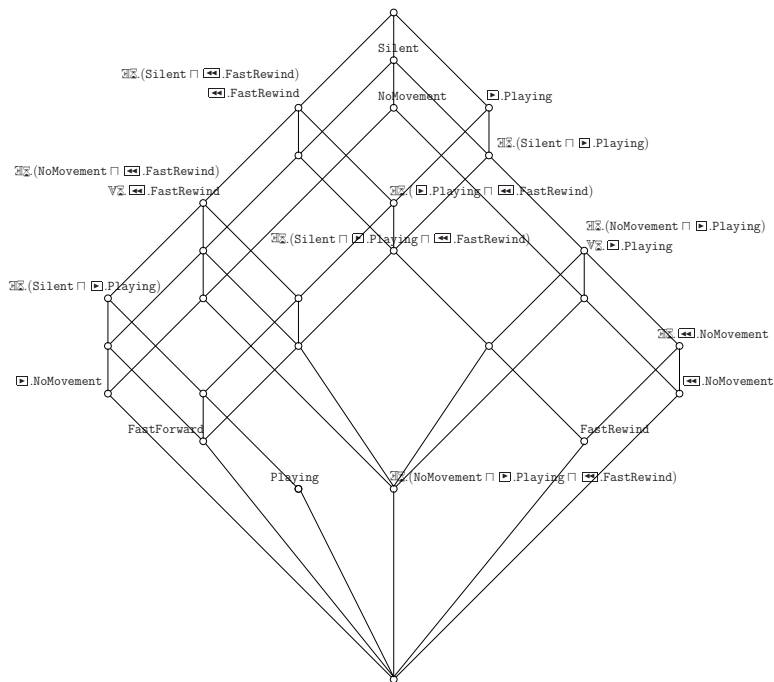 Silent
∃⌛.(Silent ⊓ ⏪.FastRewind)
⏪.FastRewind
NoMovement
▶.Playing
∃⌛.(Silent ⊓ ▶.Playing)
∃⌛.(NoMovement ⊓ ⏪.FastRewind)
∀⌛.⏪.FastRewind
∃⌛.(▶.Playing ⊓ ⏪.FastRewind)
∃⌛.(NoMovement ⊓ ▶.Playing)
∃⌛.(Silent ⊓ ▶.Playing ⊓ ⏪.FastRewind)
∀⌛.▶.Playing
∃⌛.(Silent ⊓ ▶.Playing)
∃⌛.⏪.NoMovement
▶.NoMovement
⏪.NoMovement
FastForward
FastRewind
Playing
∃⌛.(NoMovement ⊓ ▶.Playing ⊓ ⏪.FastRewind)